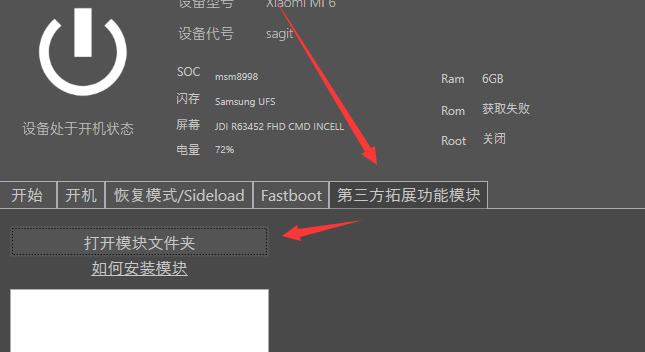 设备型号 Xiaomi MI 6
设备代号 sagit
SOC msm8998 Ram 6GB
闪存 Samsung UFS Rom 获取失败
屏幕 JDI R63452 FHD CMD INCELL Root 关闭
电量 72%
设备处于开机状态
开始 开机 恢复模式/Sideload Fastboot 第三方拓展功能模块
打开模块文件夹
如何安装模块